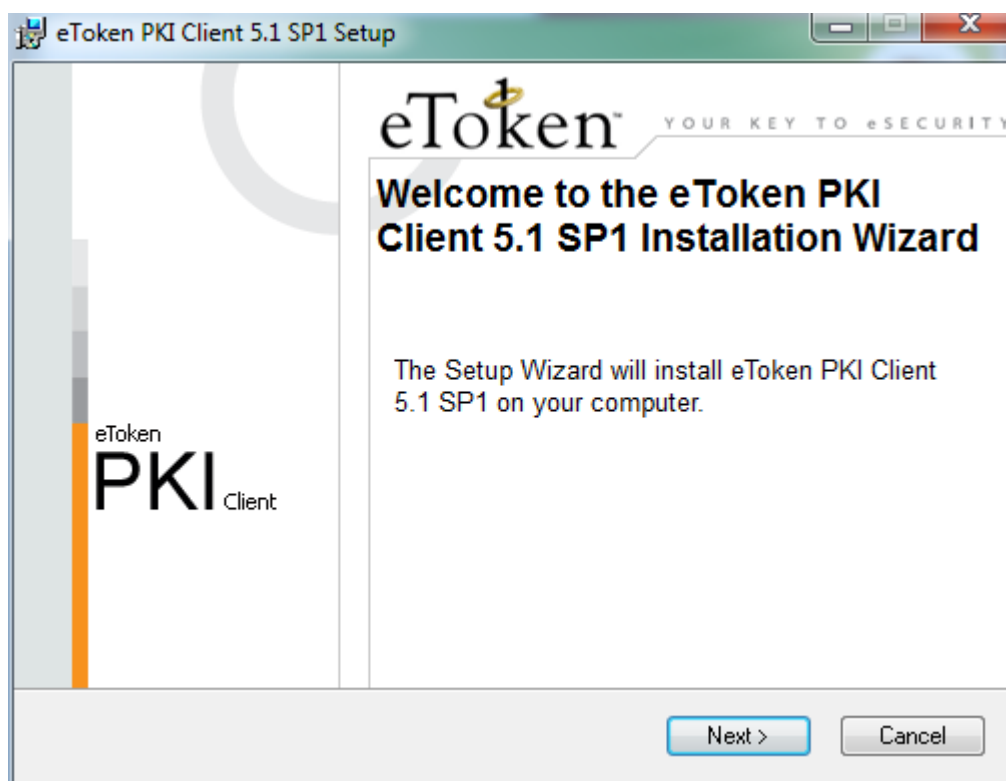 eToken PKI Client 5.1 SP1 Setup
eToken™ YOUR KEY TO eSECURITY
Welcome to the eToken PKI
Client 5.1 SP1 Installation Wizard
The Setup Wizard will install eToken PKI Client
5.1 SP1 on your computer.
eToken
PKI Client
Next >
Cancel